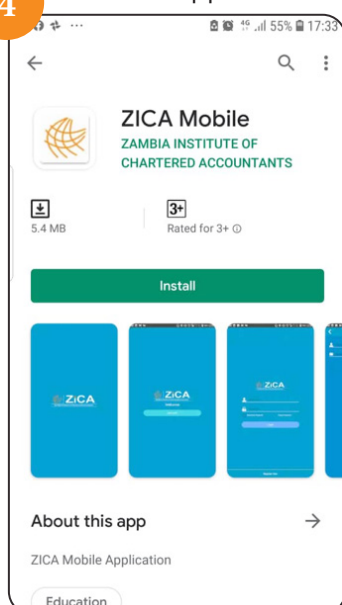 4
... 4G 55% 17:33
ZICA Mobile
ZAMBIA INSTITUTE OF
CHARTERED ACCOUNTANTS
3+
5.4 MB Rated for 3+
Install
ZiCA ZiCA ZiCA
About this app
ZICA Mobile Application
Education